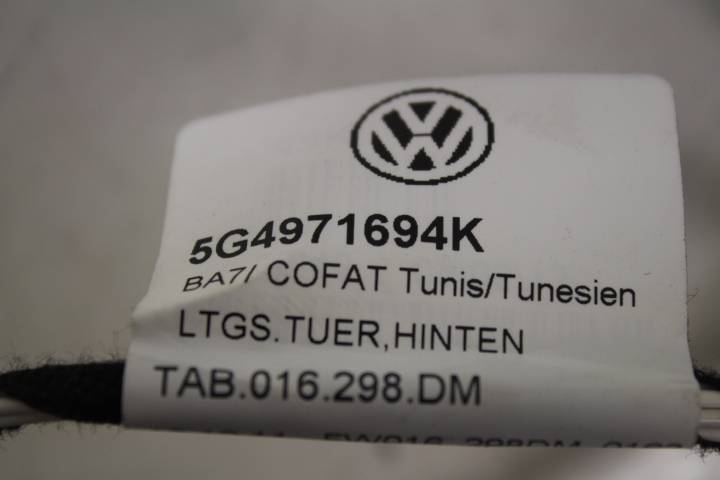 5G4971694K
BA7/ COFAT Tunis/Tunesien
LTGS.TUER,HINTEN
TAB.016.298.DM